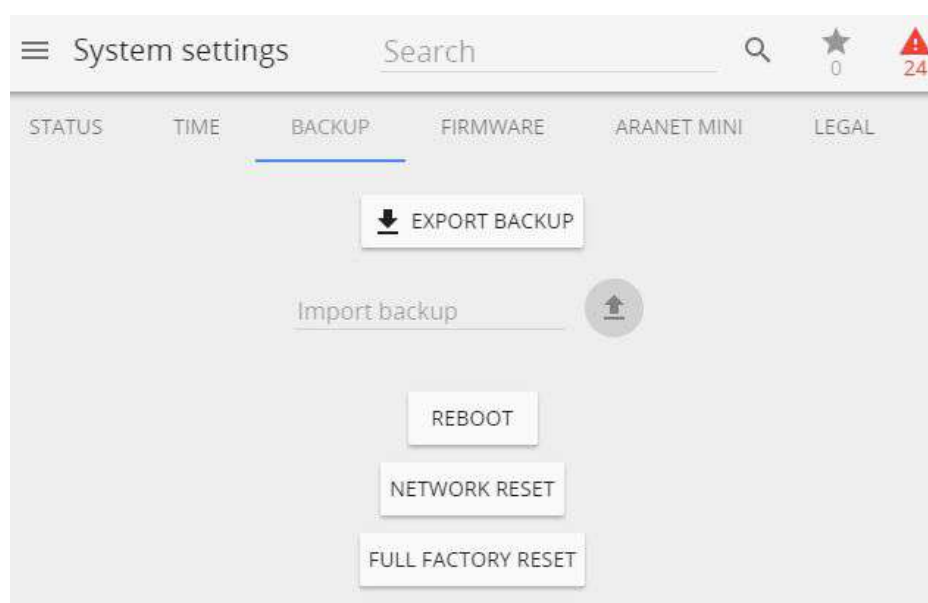 System settings Search 0 24
STATUS TIME BACKUP FIRMWARE ARANET MINI LEGAL
EXPORT BACKUP
Import backup
REBOOT
NETWORK RESET
FULL FACTORY RESET